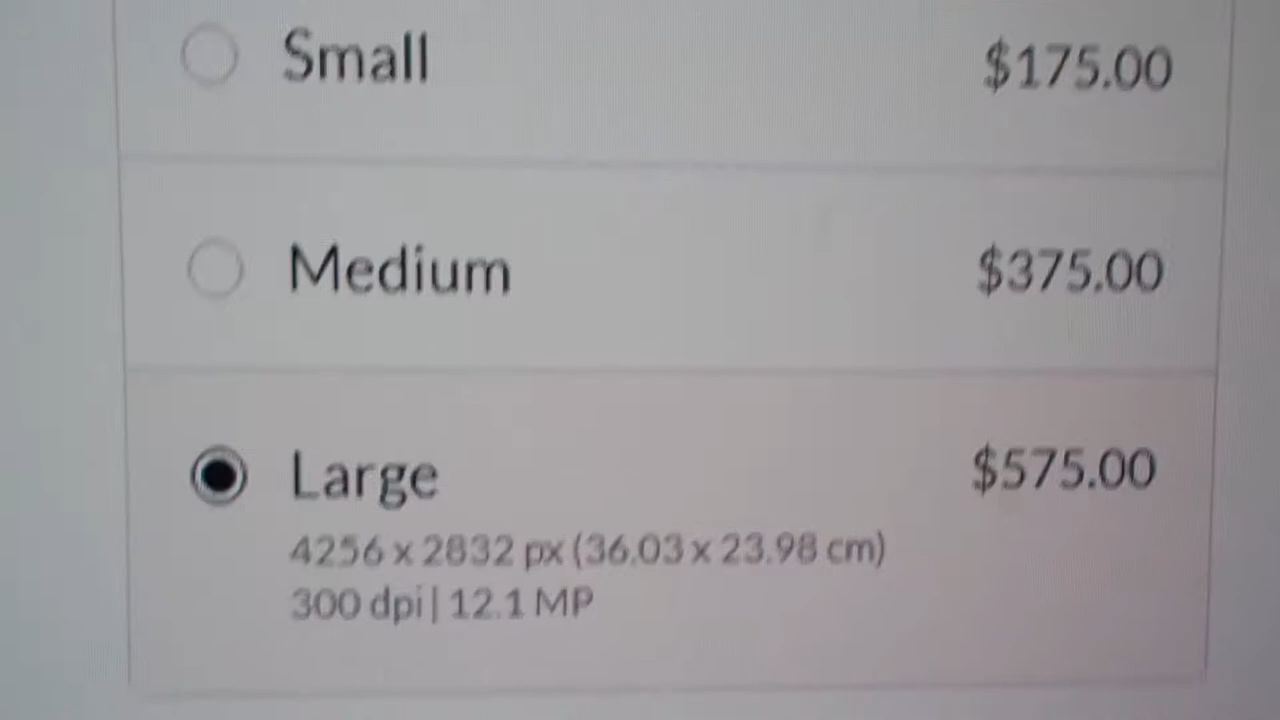 Small $175.00
Medium $375.00
Large $575.00
4256 x 2832 px (36.03 x 23.98 cm)
300 dpi | 12.1 MP